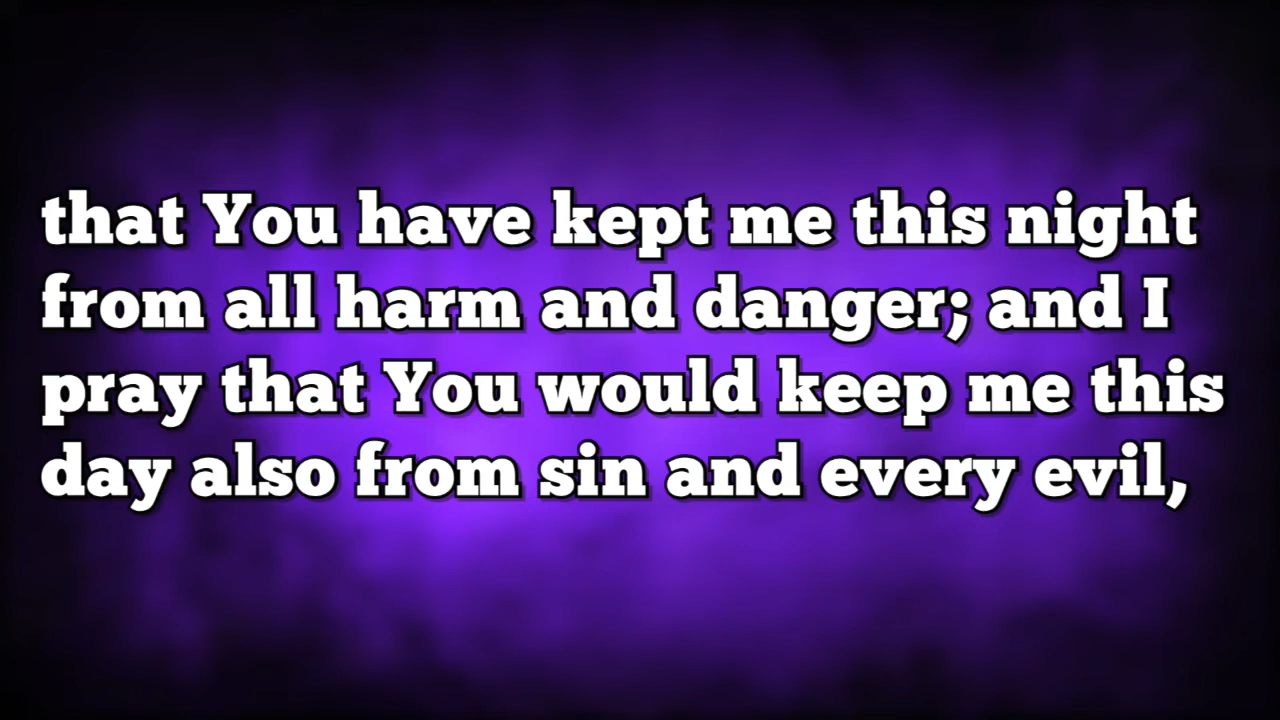 that You have kept me this night
from all harm and danger; and I
pray that You would keep me this
day also from sin and every evil,